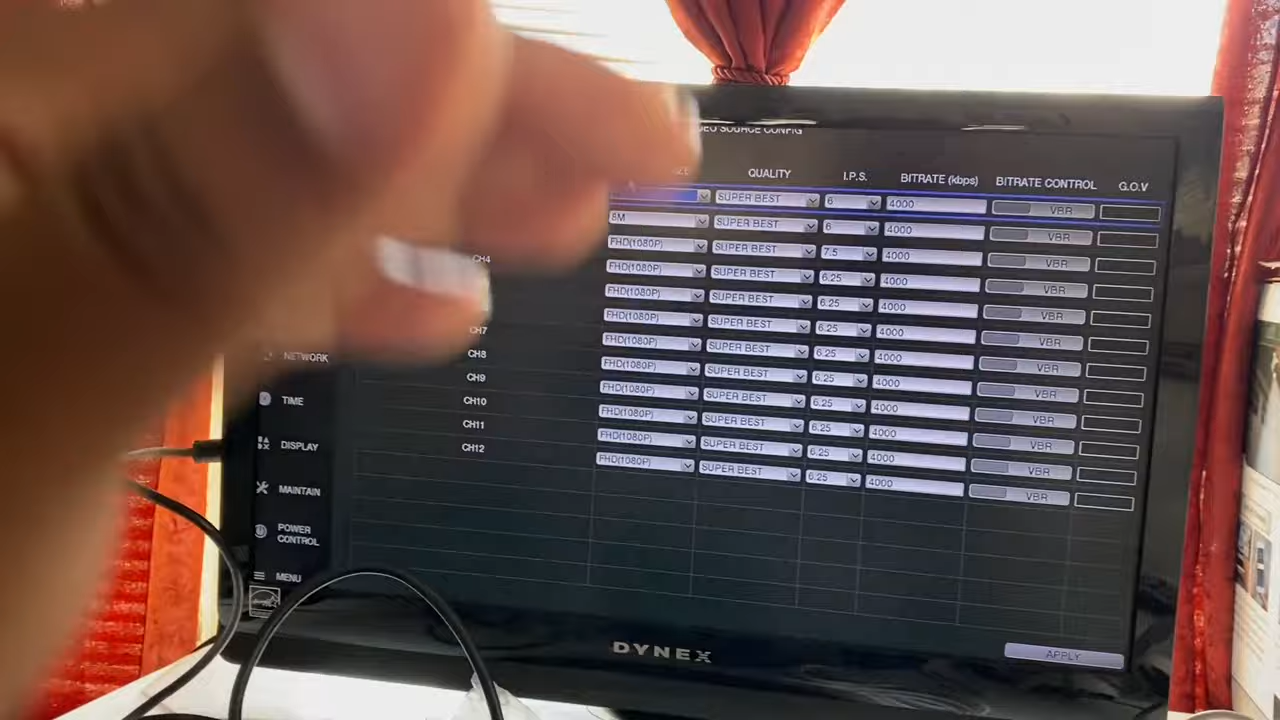 QUALITY I.P.S. BITRATE (kbps) BITRATE CONTROL G.O.V
SUPER BEST 6 4000 VBR
8M SUPER BEST 6 4000 VBR
FHD(1080P) SUPER BEST 7.5 4000 VBR
CH4 FHD(1080P) SUPER BEST 6.25 4000 VBR
FHD(1080P) SUPER BEST 6.25 4000 VBR
FHD(1080P) SUPER BEST 6.25 4000 VBR
CH7 FHD(1080P) SUPER BEST 6.25 4000 VBR
CH8 FHD(1080P) SUPER BEST 6.25 4000 VBR
CH9 FHD(1080P) SUPER BEST 6.25 4000 VBR
CH10 FHD(1080P) SUPER BEST 6.25 4000 VBR
CH11 FHD(1080P) SUPER BEST 6.25 4000 VBR
CH12 FHD(1080P) SUPER BEST 6.25 4000 VBR
NETWORK
TIME
DISPLAY
MAINTAIN
POWER
CONTROL
MENU
APPLY
DYNEX